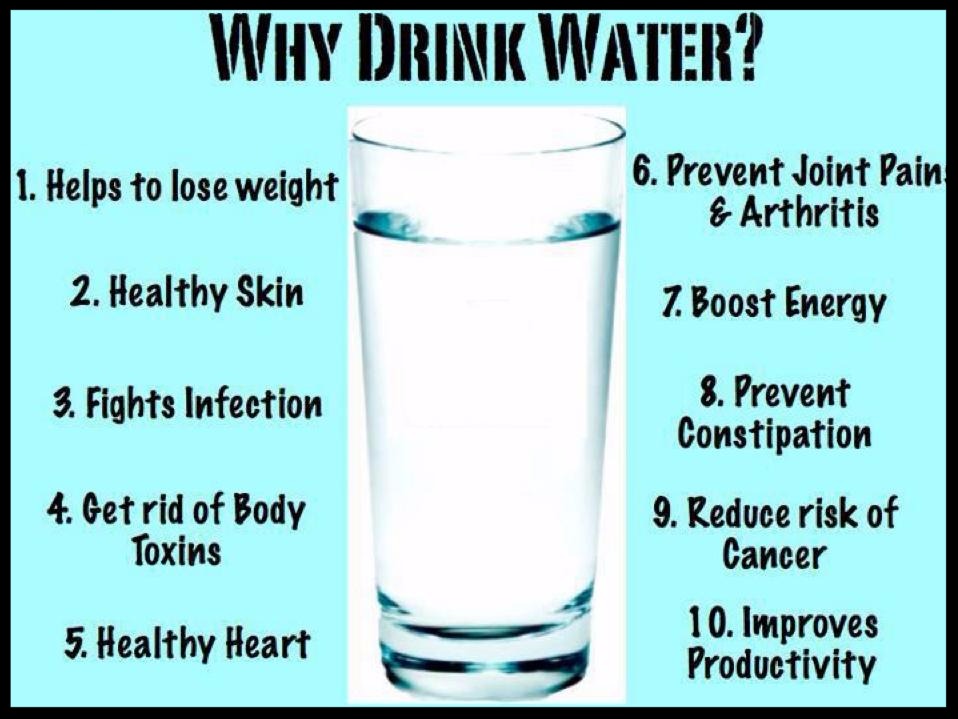 WHY DRINK WATER?
1. Helps to lose weight
2. Healthy Skin
3. Fights Infection
4. Get rid of Body
Toxins
5. Healthy Heart
6. Prevent Joint Pains
& Arthritis
7. Boost Energy
8. Prevent
Constipation
9. Reduce risk of
Cancer
10. Improves
Productivity